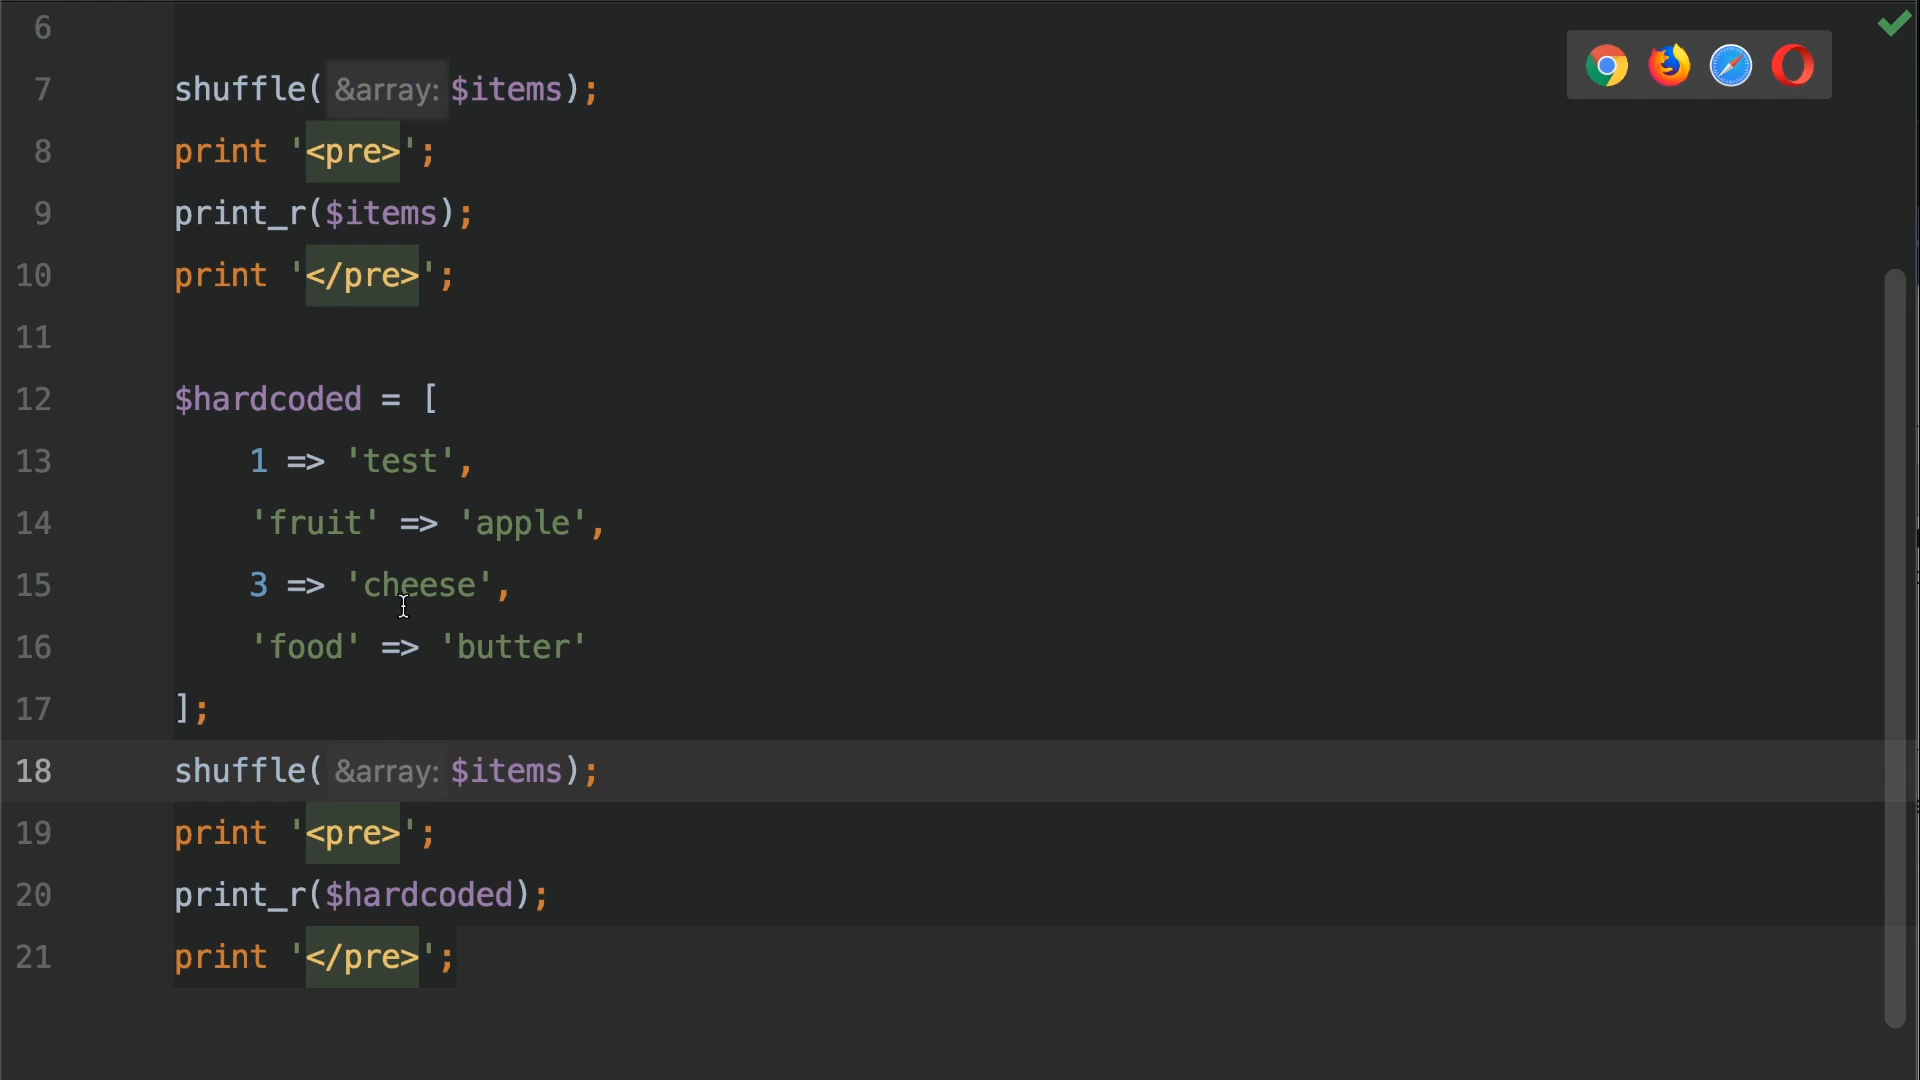 6
7 shuffle( &array: $items);
8 print '<pre>';
9 print_r($items);
10 print '</pre>';
11
12 $hardcoded = [
13 1 => 'test',
14 'fruit' => 'apple',
15 3 => 'cheese',
16 'food' => 'butter'
17 ];
18 shuffle( &array: $items);
19 print '<pre>';
20 print_r($hardcoded);
21 print '</pre>';